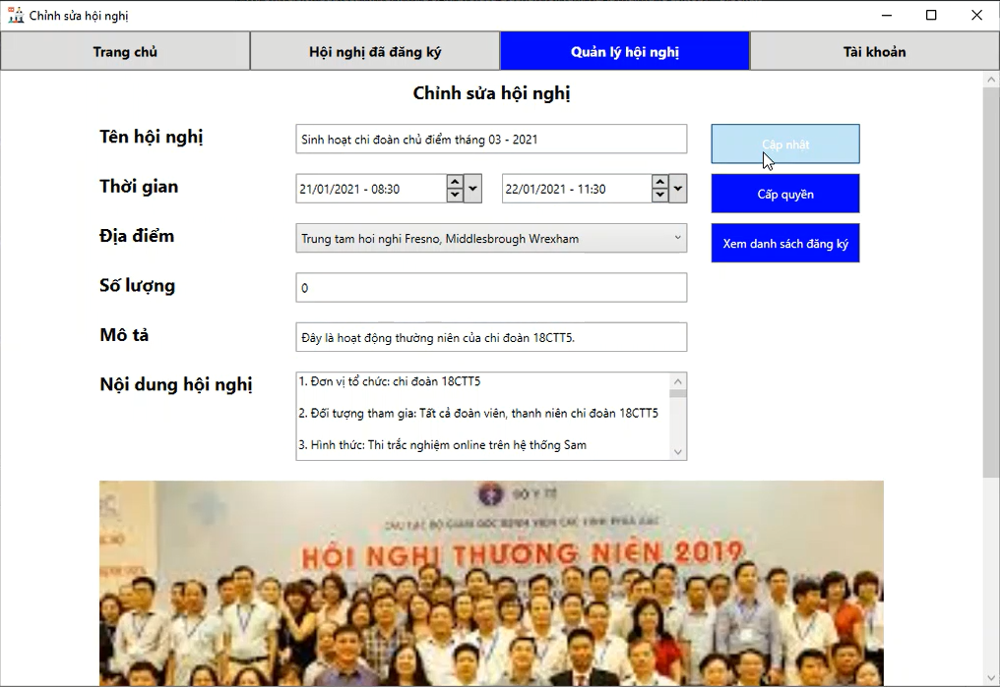 Chỉnh sửa hội nghị
Trang chủ
Hội nghị đã đăng ký
Quản lý hội nghị
Tài khoản
Chỉnh sửa hội nghị
Tên hội nghị
Sinh hoạt chi đoàn chủ điểm tháng 03 - 2021
Cập nhật
Thời gian
21/01/2021 - 08:30
22/01/2021 - 11:30
Cấp quyền
Địa điểm
Trung tam hoi nghi Fresno, Middlesbrough Wrexham
Xem danh sách đăng ký
Số lượng
0
Mô tả
Đây là hoạt động thường niên của chi đoàn 18CTT5.
Nội dung hội nghị
1. Đơn vị tổ chức: chi đoàn 18CTT5
2. Đối tượng tham gia: Tất cả đoàn viên, thanh niên chi đoàn 18CTT5
3. Hình thức: Thi trắc nghiệm online trên hệ thống Sam
BỘ Y TẾ
HỘI NGHỊ THƯỜNG NIÊN 2019